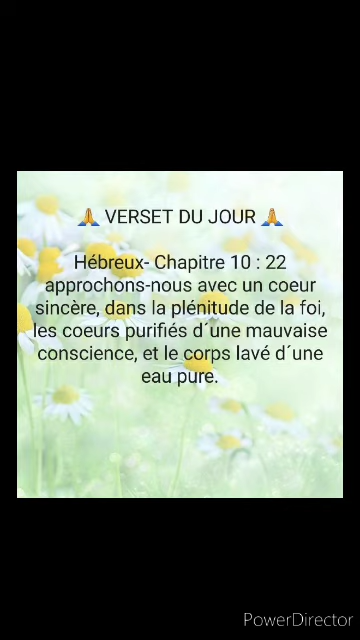 🙏 VERSET DU JOUR 🙏
Hébreux- Chapitre 10 : 22
approchons-nous avec un coeur
sincère, dans la plénitude de la foi,
les coeurs purifiés d´une mauvaise
conscience, et le corps lavé d´une
eau pure.
PowerDirector